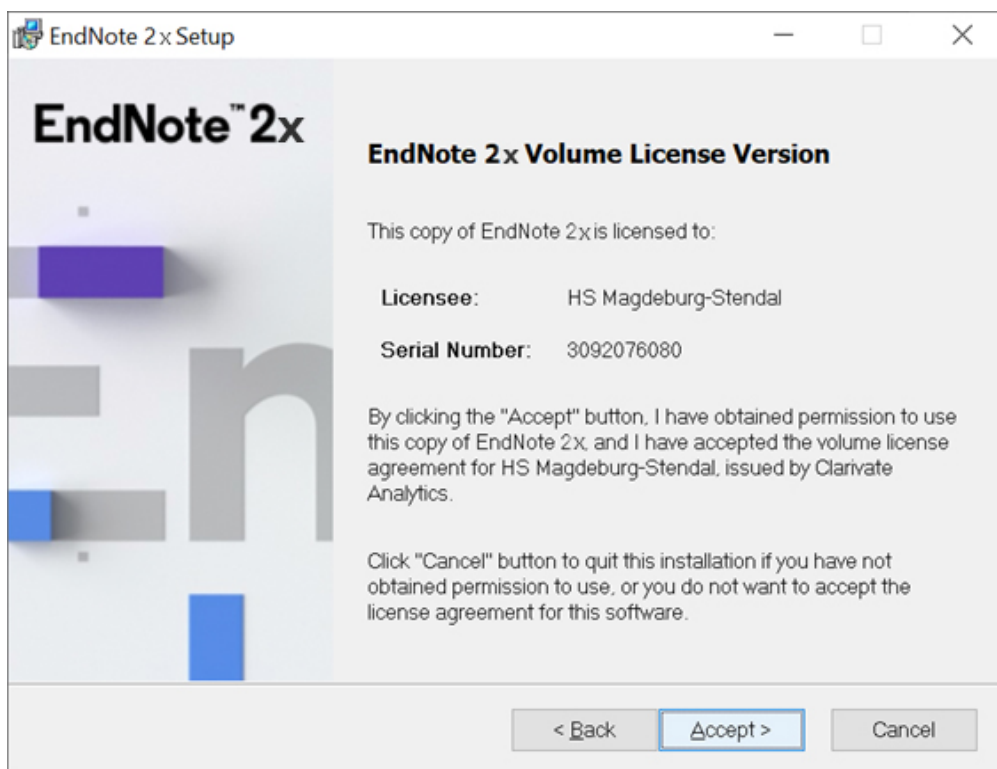 EndNote 2x Setup
EndNote™ 2x
EndNote 2x Volume License Version
This copy of EndNote 2x is licensed to:
Licensee: HS Magdeburg-Stendal
Serial Number: 3092076080
By clicking the "Accept" button, I have obtained permission to use
this copy of EndNote 2x, and I have accepted the volume license
agreement for HS Magdeburg-Stendal, issued by Clarivate
Analytics.
Click "Cancel" button to quit this installation if you have not
obtained permission to use, or you do not want to accept the
license agreement for this software.
< Back Accept > Cancel